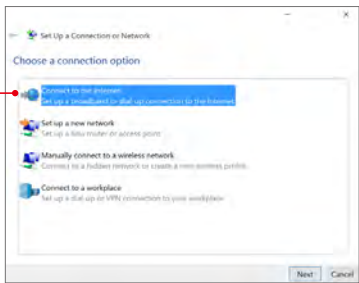 Set Up a Connection or Network
Choose a connection option
Connect to the Internet
Set up a broadband or dial-up connection to the Internet.
Set up a new network
Set up a new router or access point.
Manually connect to a wireless network
Connect to a hidden network or create a new wireless profile.
Connect to a workplace
Set up a dial-up or VPN connection to your workplace.
Next Cancel